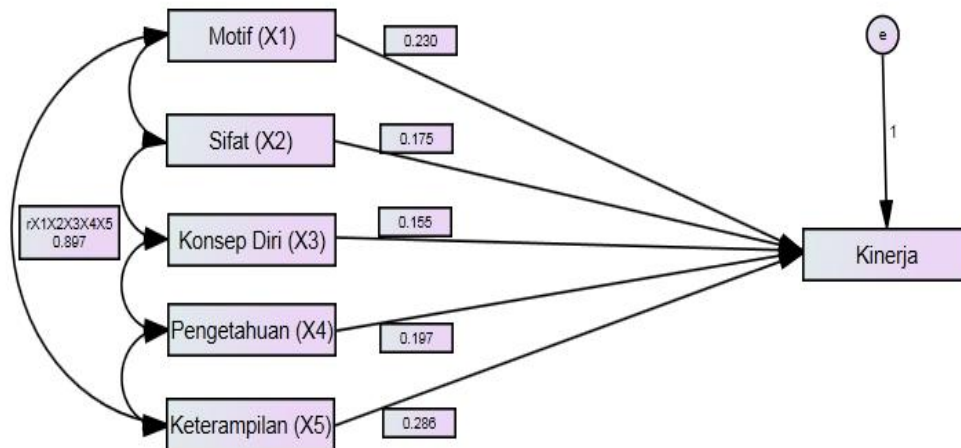 Motif (X1)
0.230
e
Sifat (X2)
0.175
1
rX1X2X3X4X5
0.897
Konsep Diri (X3)
0.155
Kinerja
Pengetahuan (X4)
0.197
Keterampilan (X5)
0.286